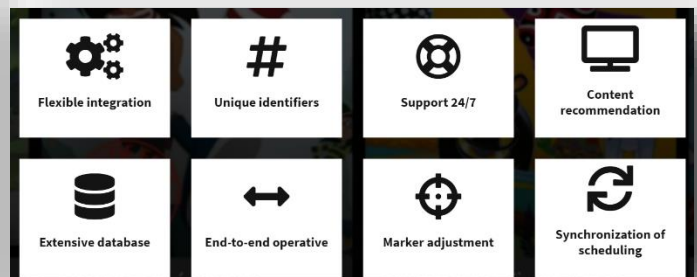 Flexible integration
Unique identifiers
Support 24/7
Content
recommendation
Extensive database
End-to-end operative
Marker adjustment
Synchronization of
scheduling